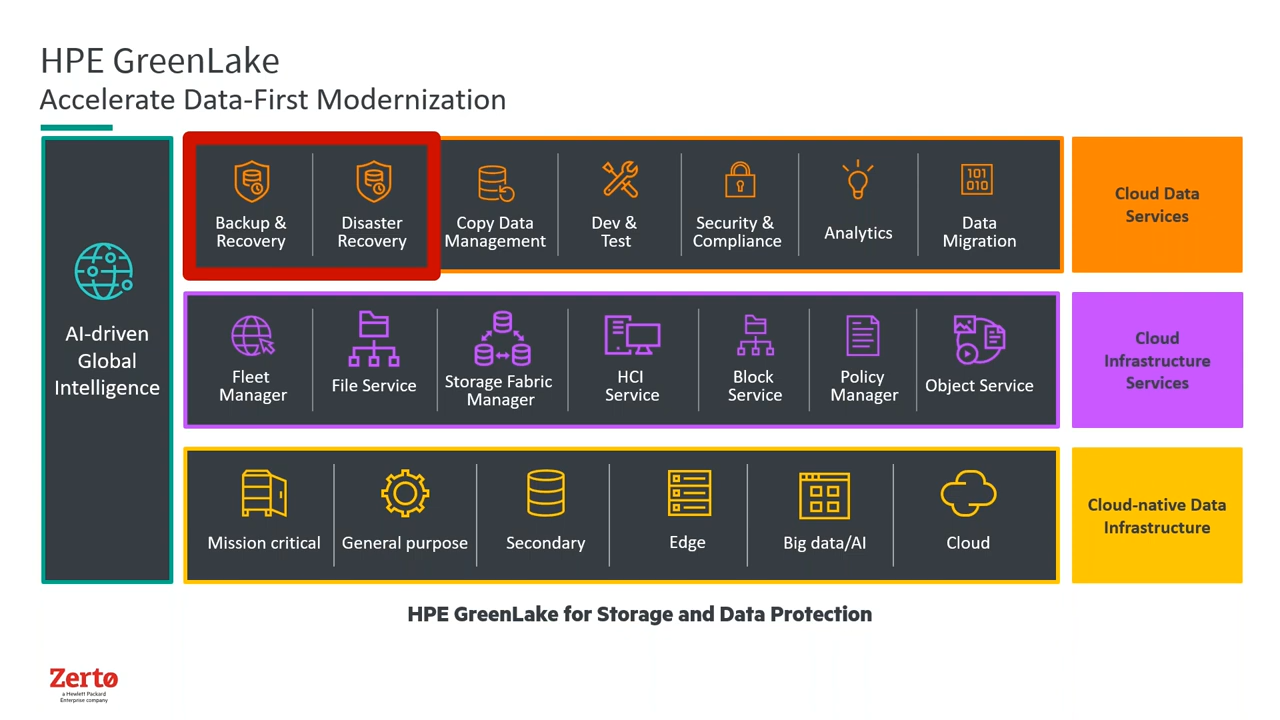 HPE GreenLake
Accelerate Data-First Modernization
AI-driven
Global
Intelligence
Backup &
Recovery
Disaster
Recovery
Copy Data
Management
Dev &
Test
Security &
Compliance
Analytics
101
010
Data
Migration
Cloud Data
Services
Fleet
Manager
File Service
Storage Fabric
Manager
HCI
Service
Block
Service
Policy
Manager
Object Service
Cloud
Infrastructure
Services
Mission critical
General purpose
Secondary
Edge
Big data/AI
Cloud
Cloud-native Data
Infrastructure
HPE GreenLake for Storage and Data Protection
Zerto
a Hewlett Packard
Enterprise company